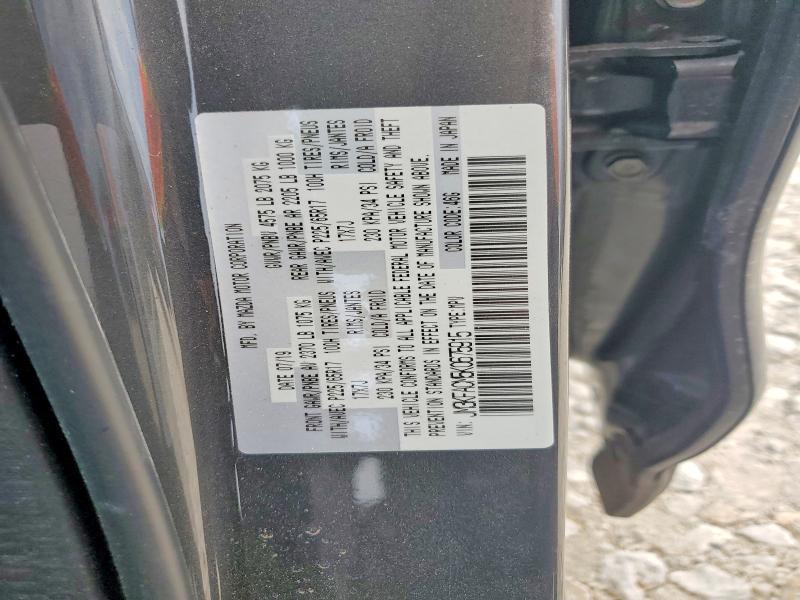 MFD. BY MAZDA MOTOR CORPORATION
DATE 07/19 GVWR/PNBV 4575 LB 2075 KG
FRONT GAWR/PNBE AV 2370 LB 1075 KG REAR GAWR/PNBE AR 2205 LB 1000 KG
WITH/AVEC P225/65R17 100H TIRES/PNEUS WITH/AVEC P225/65R17 100H TIRES/PNEUS
17X7J RIMS/JANTES 17X7J RIMS/JANTES
230 KPA/34 PSI COLD/A FROID 230 KPA/34 PSI COLD/A FROID
THIS VEHICLE CONFORMS TO ALL APPLICABLE FEDERAL MOTOR VEHICLE SAFETY AND THEFT
PREVENTION STANDARDS IN EFFECT ON THE DATE OF MANUFACTURE SHOWN ABOVE.
COLOR CODE:46G MADE IN JAPAN
VIN: JM3KFACM5K0675915 TYPE:MPV